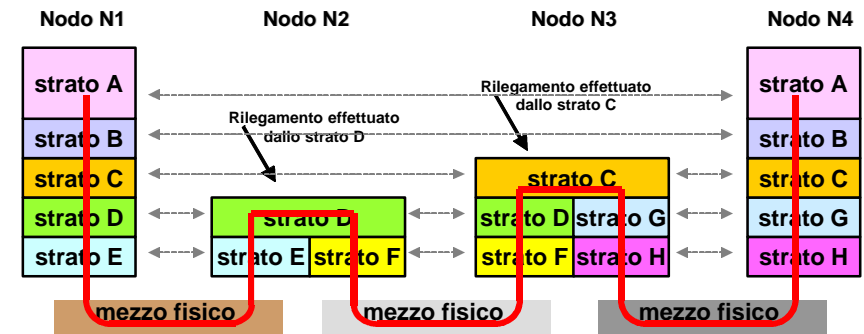 Nodo N1
Nodo N2
Nodo N3
Nodo N4
strato A
strato B
strato C
strato D
strato E
Rilegamento effettuato
dallo strato D
strato D
strato E
strato F
Rilegamento effettuato
dallo strato C
strato C
strato D
strato G
strato F
strato H
strato A
strato B
strato C
strato G
strato H
mezzo fisico
mezzo fisico
mezzo fisico